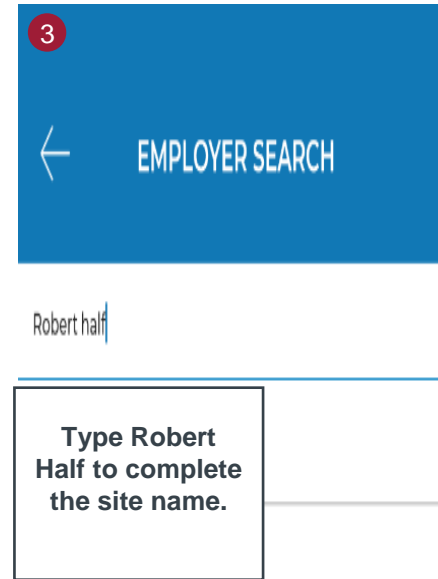 3
EMPLOYER SEARCH
Robert half
Type Robert
Half to complete
the site name.